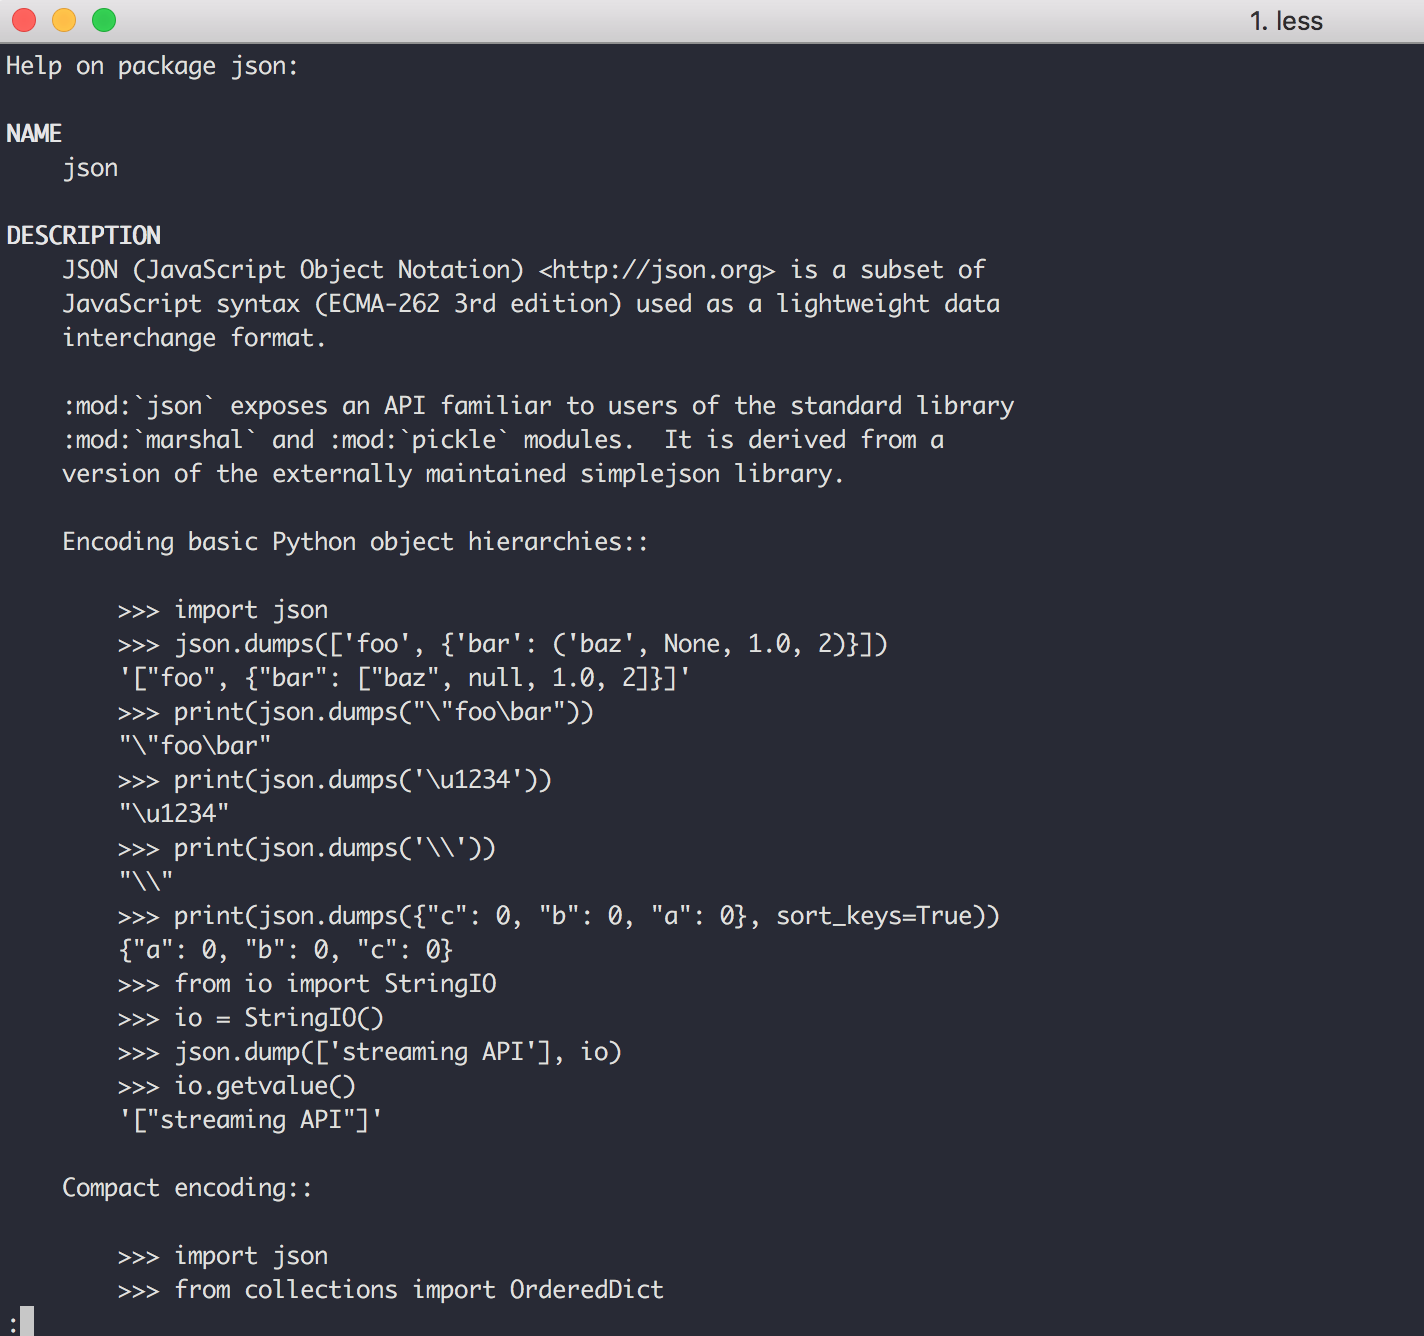 1. less
Help on package json:

NAME
    json

DESCRIPTION
    JSON (JavaScript Object Notation) <http://json.org> is a subset of
    JavaScript syntax (ECMA-262 3rd edition) used as a lightweight data
    interchange format.

    :mod:`json` exposes an API familiar to users of the standard library
    :mod:`marshal` and :mod:`pickle` modules.  It is derived from a
    version of the externally maintained simplejson library.

    Encoding basic Python object hierarchies::

        >>> import json
        >>> json.dumps(['foo', {'bar': ('baz', None, 1.0, 2)}])
        '["foo", {"bar": ["baz", null, 1.0, 2]}]'
        >>> print(json.dumps("\"foo\bar"))
        "\"foo\bar"
        >>> print(json.dumps('\u1234'))
        "\u1234"
        >>> print(json.dumps('\\'))
        "\\"
        >>> print(json.dumps({"c": 0, "b": 0, "a": 0}, sort_keys=True))
        {"a": 0, "b": 0, "c": 0}
        >>> from io import StringIO
        >>> io = StringIO()
        >>> json.dump(['streaming API'], io)
        >>> io.getvalue()
        '["streaming API"]'

    Compact encoding::

        >>> import json
        >>> from collections import OrderedDict
: